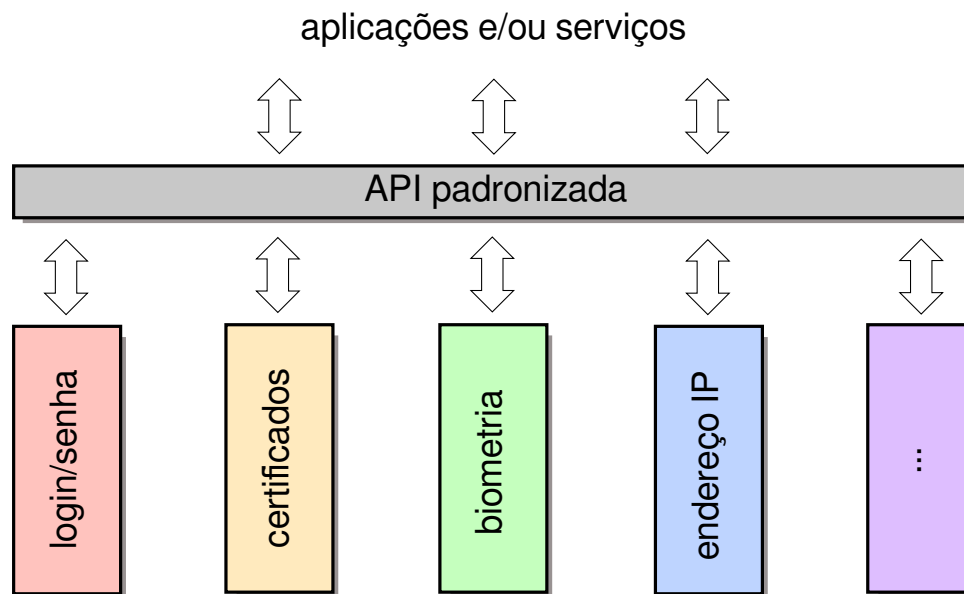 aplicações e/ou serviços
API padronizada
login/senha
certificados
biometria
endereço IP
...